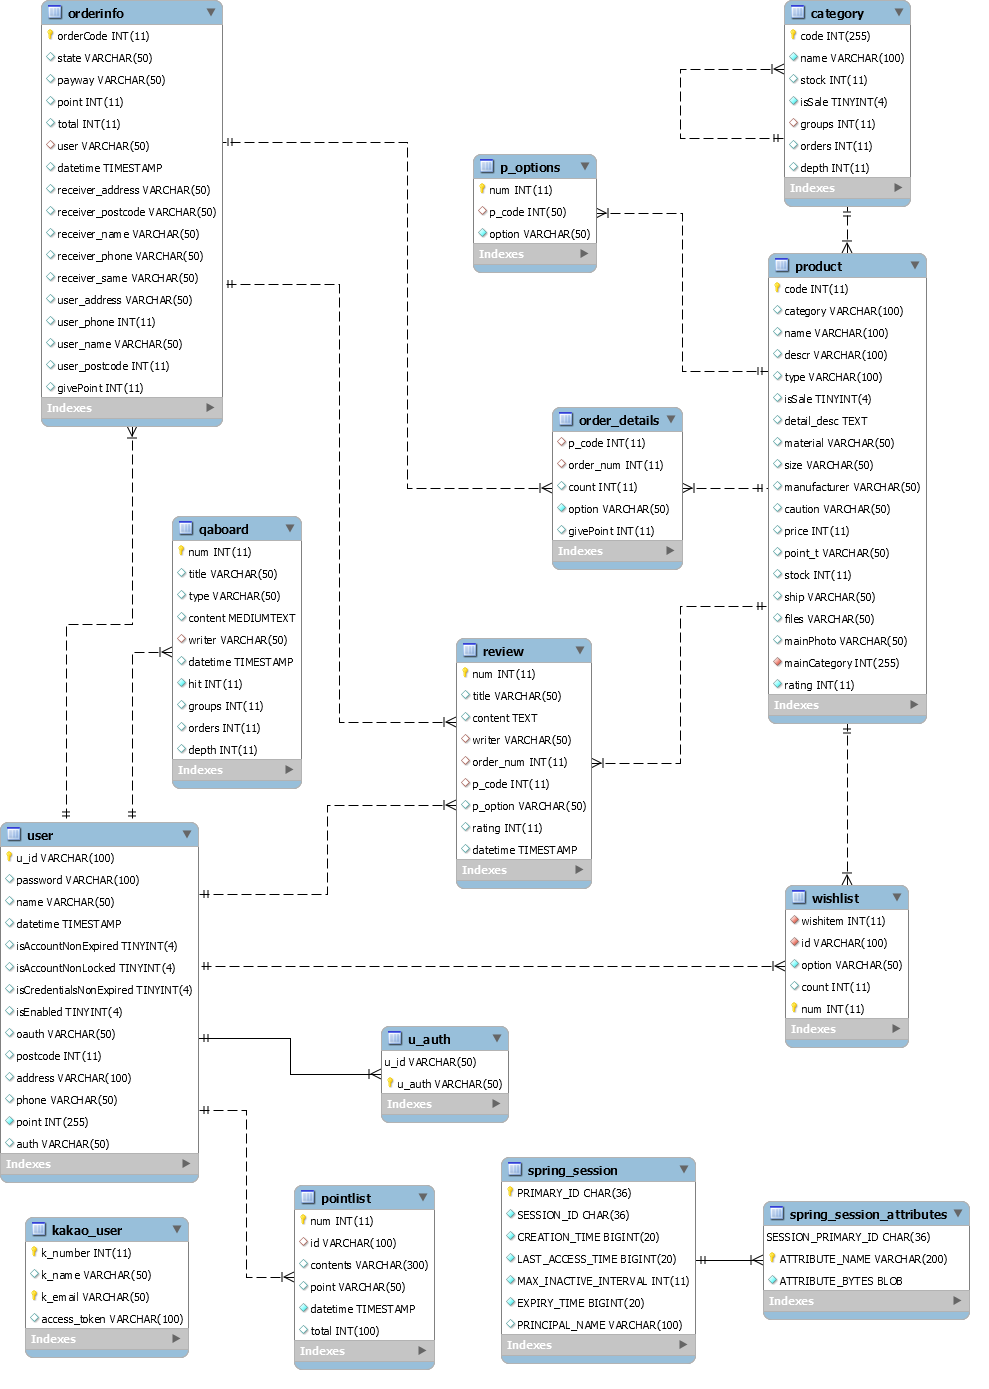 orderinfo
orderCode INT(11)
state VARCHAR(50)
payway VARCHAR(50)
point INT(11)
total INT(11)
user VARCHAR(50)
datetime TIMESTAMP
receiver_address VARCHAR(50)
receiver_postcode VARCHAR(50)
receiver_name VARCHAR(50)
receiver_phone VARCHAR(50)
receiver_same VARCHAR(50)
user_address VARCHAR(50)
user_phone INT(11)
user_name VARCHAR(50)
user_postcode INT(11)
givePoint INT(11)
Indexes
category
code INT(255)
name VARCHAR(100)
stock INT(11)
isSale TINYINT(4)
groups INT(11)
orders INT(11)
depth INT(11)
Indexes
p_options
num INT(11)
p_code INT(50)
option VARCHAR(50)
Indexes
product
code INT(11)
category VARCHAR(100)
name VARCHAR(100)
descr VARCHAR(100)
type VARCHAR(100)
isSale TINYINT(4)
detail_desc TEXT
material VARCHAR(50)
size VARCHAR(50)
manufacturer VARCHAR(50)
caution VARCHAR(50)
price INT(11)
point_t VARCHAR(50)
stock INT(11)
ship VARCHAR(50)
files VARCHAR(50)
mainPhoto VARCHAR(50)
mainCategory INT(255)
rating INT(11)
Indexes
order_details
p_code INT(11)
order_num INT(11)
count INT(11)
option VARCHAR(50)
givePoint INT(11)
Indexes
qaboard
num INT(11)
title VARCHAR(50)
type VARCHAR(50)
content MEDIUMTEXT
writer VARCHAR(50)
datetime TIMESTAMP
hit INT(11)
groups INT(11)
orders INT(11)
depth INT(11)
Indexes
review
num INT(11)
title VARCHAR(50)
content TEXT
writer VARCHAR(50)
order_num INT(11)
p_code INT(11)
p_option VARCHAR(50)
rating INT(11)
datetime TIMESTAMP
Indexes
user
u_id VARCHAR(100)
password VARCHAR(100)
name VARCHAR(50)
datetime TIMESTAMP
isAccountNonExpired TINYINT(4)
isAccountNonLocked TINYINT(4)
isCredentialsNonExpired TINYINT(4)
isEnabled TINYINT(4)
oauth VARCHAR(50)
postcode INT(11)
address VARCHAR(100)
phone VARCHAR(50)
point INT(255)
auth VARCHAR(50)
Indexes
wishlist
wishitem INT(11)
id VARCHAR(100)
option VARCHAR(50)
count INT(11)
num INT(11)
Indexes
u_auth
u_id VARCHAR(50)
u_auth VARCHAR(50)
Indexes
kakao_user
k_number INT(11)
k_name VARCHAR(50)
k_email VARCHAR(50)
access_token VARCHAR(100)
Indexes
pointlist
num INT(11)
id VARCHAR(100)
contents VARCHAR(300)
point VARCHAR(50)
datetime TIMESTAMP
total INT(100)
Indexes
spring_session
PRIMARY_ID CHAR(36)
SESSION_ID CHAR(36)
CREATION_TIME BIGINT(20)
LAST_ACCESS_TIME BIGINT(20)
MAX_INACTIVE_INTERVAL INT(11)
EXPIRY_TIME BIGINT(20)
PRINCIPAL_NAME VARCHAR(100)
Indexes
spring_session_attributes
SESSION_PRIMARY_ID CHAR(36)
ATTRIBUTE_NAME VARCHAR(200)
ATTRIBUTE_BYTES BLOB
Indexes